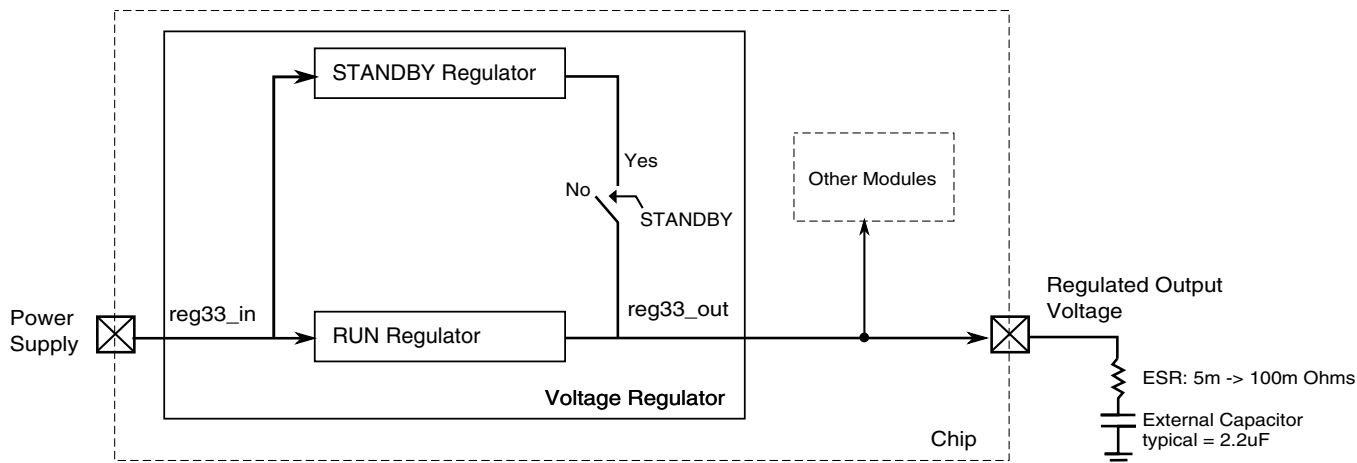 STANDBY Regulator
Yes
No
STANDBY
Other Modules
Power
Supply
reg33_in
RUN Regulator
reg33_out
Regulated Output
Voltage
Voltage Regulator
ESR: 5m -> 100m Ohms
External Capacitor
typical = 2.2uF
Chip